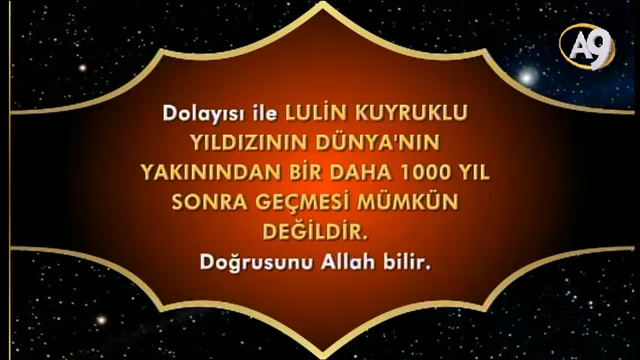 A9
Dolayısı ile LULİN KUYRUKLU
YILDIZININ DÜNYA'NIN
YAKININDAN BİR DAHA 1000 YIL
SONRA GEÇMESİ MÜMKÜN
DEĞİLDİR.
Doğrusunu Allah bilir.